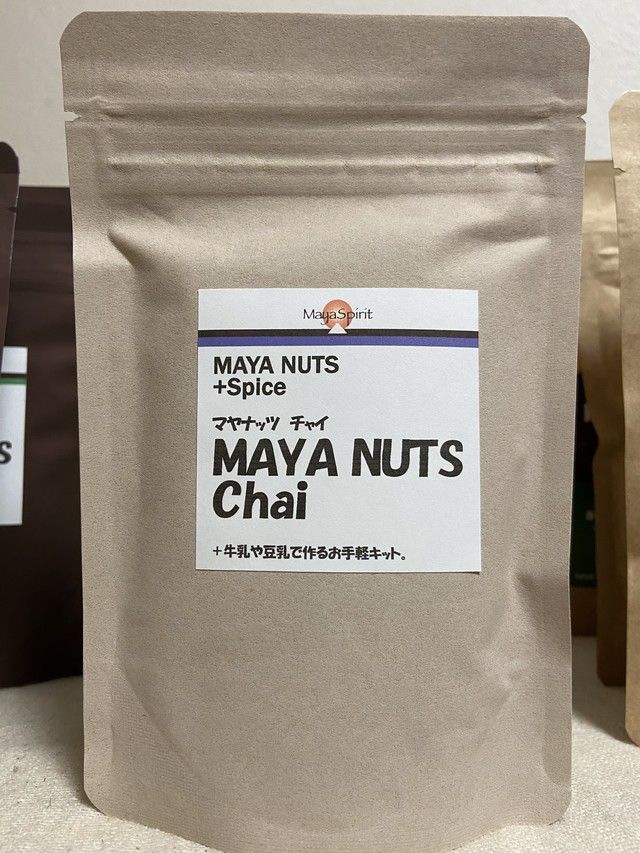 MayaSpirit
MAYA NUTS
+Spice
マヤナッツ チャイ
MAYA NUTS
Chai
+牛乳や豆乳で作るお手軽キット。
S